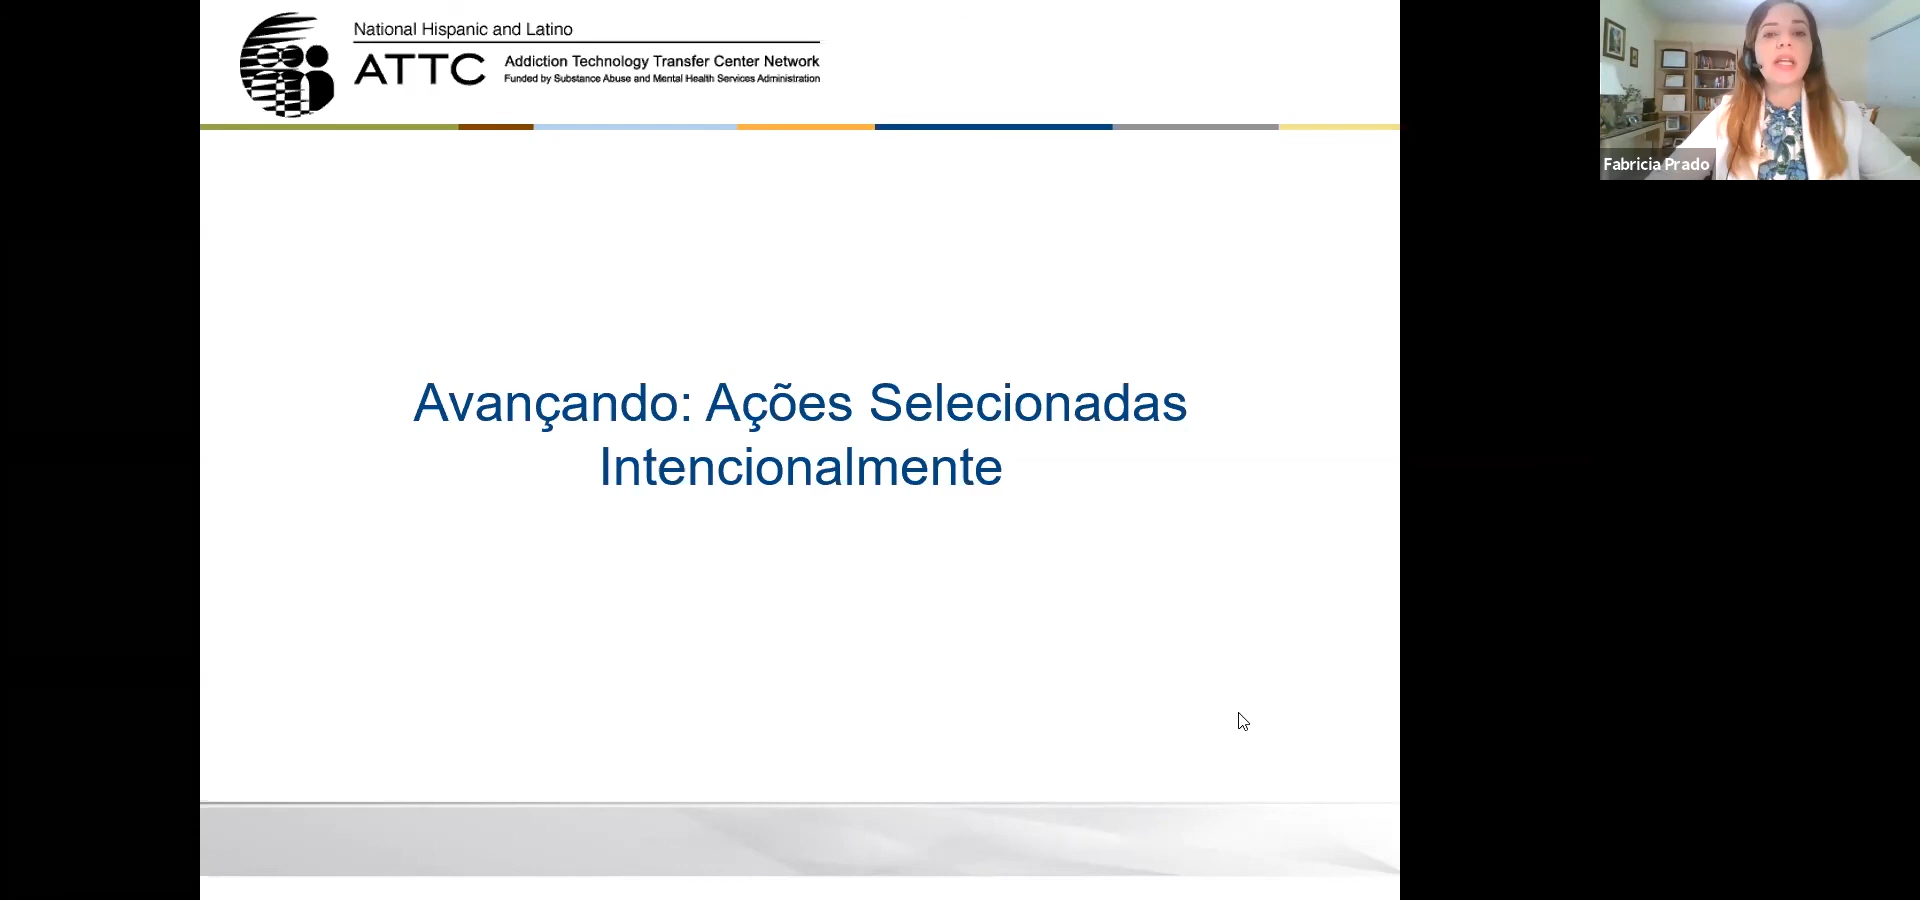 National Hispanic and Latino
ATTC
Addiction Technology Transfer Center Network
Funded by Substance Abuse and Mental Health Services Administration
Fabricia Prado
Avançando: Ações Selecionadas
Intencionalmente